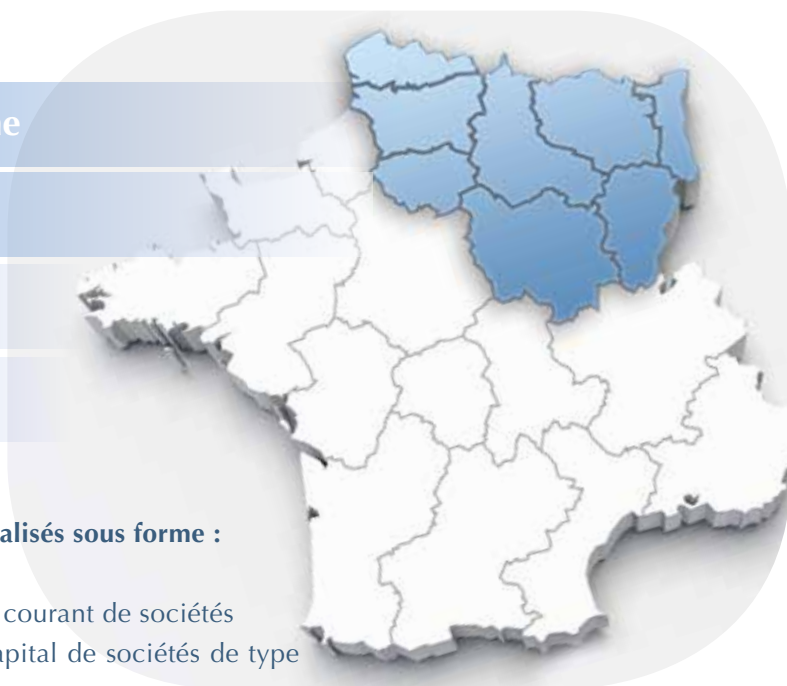 alisés sous forme :
courant de sociétés
apital de sociétés de type